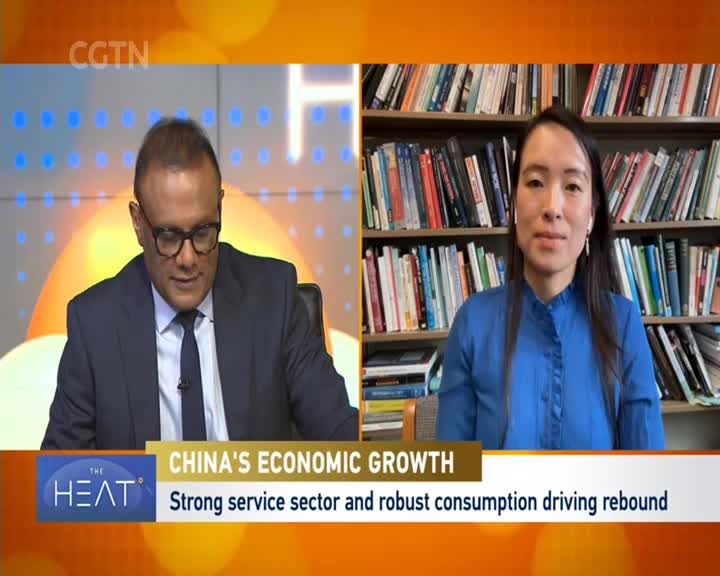 CGTN
CHINA'S ECONOMIC GROWTH
THE
HEAT
Strong service sector and robust consumption driving rebound